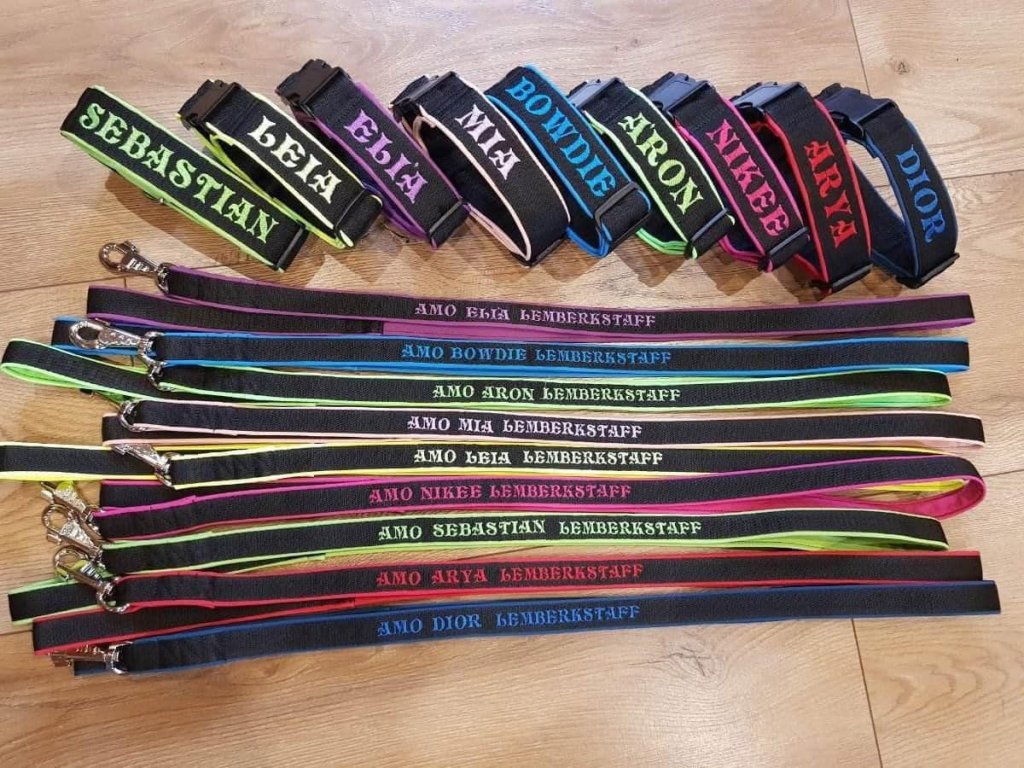 SEBASTIAN
LEIA
ELIA
MIA
BOWDIE
ARON
NIKEE
ARYA
DIOR
AMO ELIA LEMBERKSTAFF
AMO BOWDIE LEMBERKSTAFF
AMO ARON LEMBERKSTAFF
AMO MIA LEMBERKSTAFF
AMO LEIA LEMBERKSTAFF
AMO NIKEE LEMBERKSTAFF
AMO SEBASTIAN LEMBERKSTAFF
AMO ARYA LEMBERKSTAFF
AMO DIOR LEMBERKSTAFF